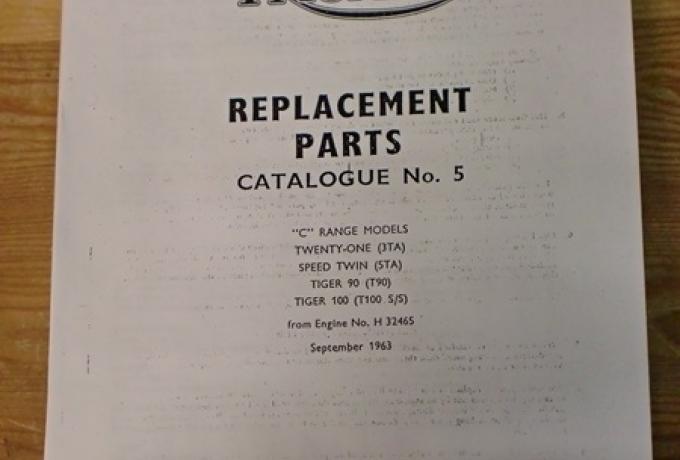 REPLACEMENT
PARTS
CATALOGUE No. 5
"C" RANGE MODELS
TWENTY-ONE (3TA)
SPEED TWIN (5TA)
TIGER 90 (T90)
TIGER 100 (T100 S/S)
from Engine No. H 32465
September 1963